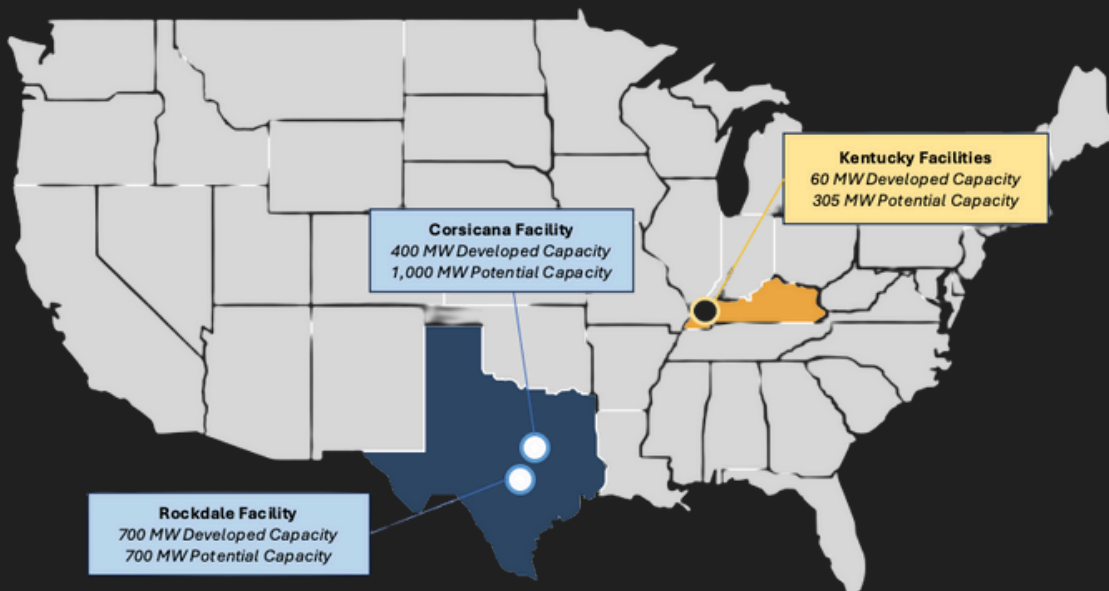 Kentucky Facilities
60 MW Developed Capacity
305 MW Potential Capacity
Corsicana Facility
400 MW Developed Capacity
1,000 MW Potential Capacity
Rockdale Facility
700 MW Developed Capacity
700 MW Potential Capacity